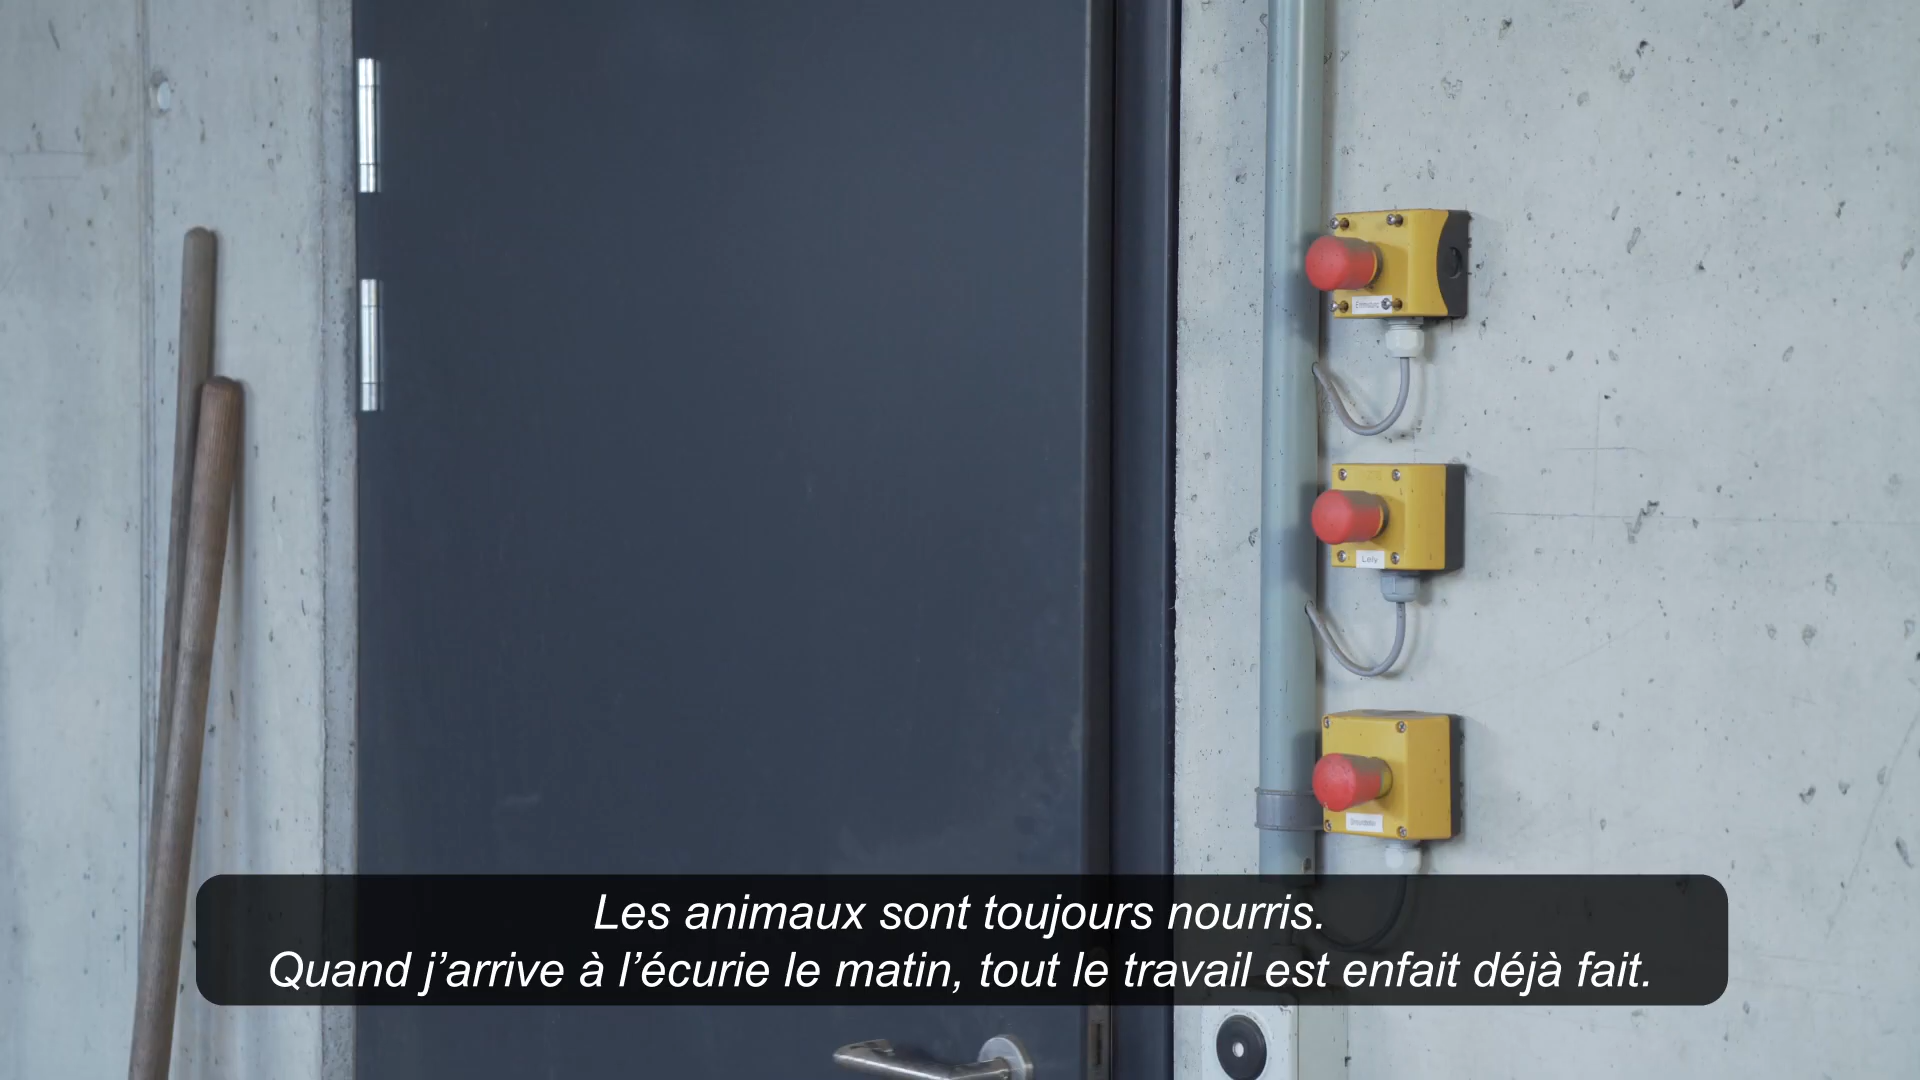 Lely
Les animaux sont toujours nourris.
Quand j’arrive à l’écurie le matin, tout le travail est enfait déjà fait.